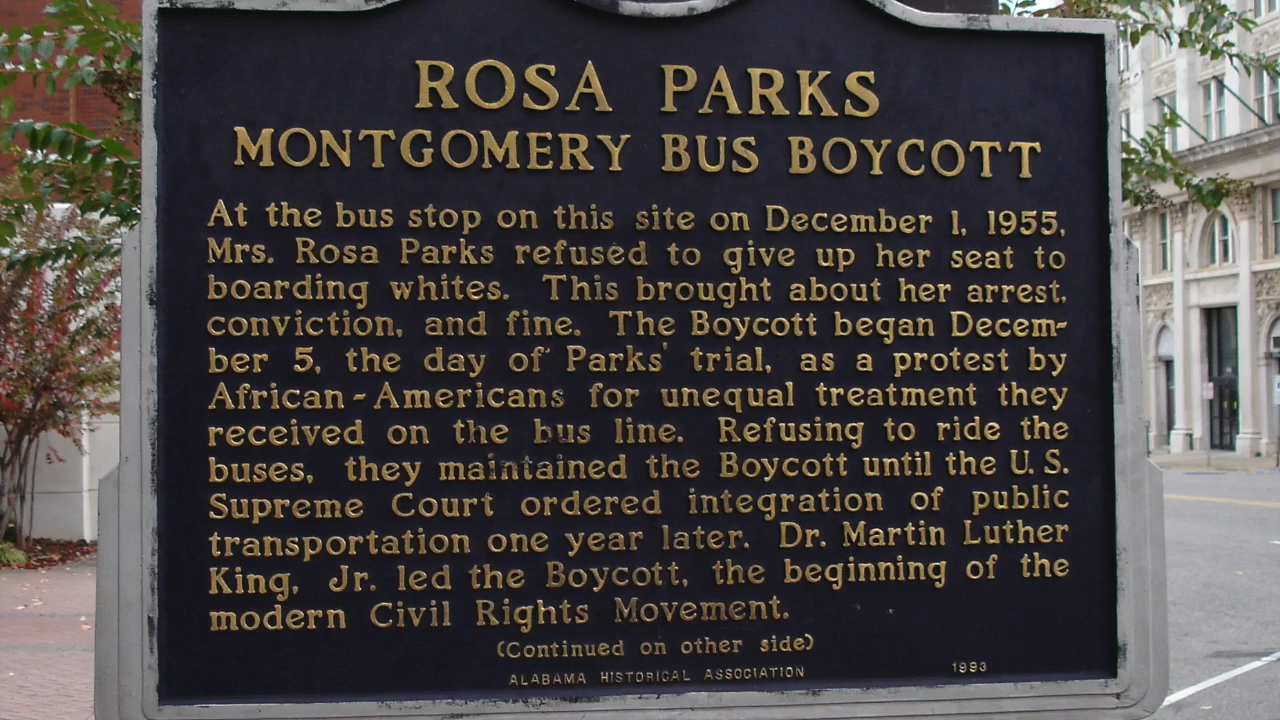 ROSA PARKS
MONTGOMERY BUS BOYCOTT
At the bus stop on this site on December 1, 1955,
Mrs. Rosa Parks refused to give up her seat to
boarding whites. This brought about her arrest,
conviction, and fine. The Boycott began Decem-
ber 5, the day of Parks' trial, as a protest by
African-Americans for unequal treatment they
received on the bus line. Refusing to ride the
buses, they maintained the Boycott until the U.S.
Supreme Court ordered integration of public
transportation one year later. Dr. Martin Luther
King, Jr. led the Boycott, the beginning of the
modern Civil Rights Movement.
(Continued on other side)
ALABAMA HISTORICAL ASSOCIATION 1993